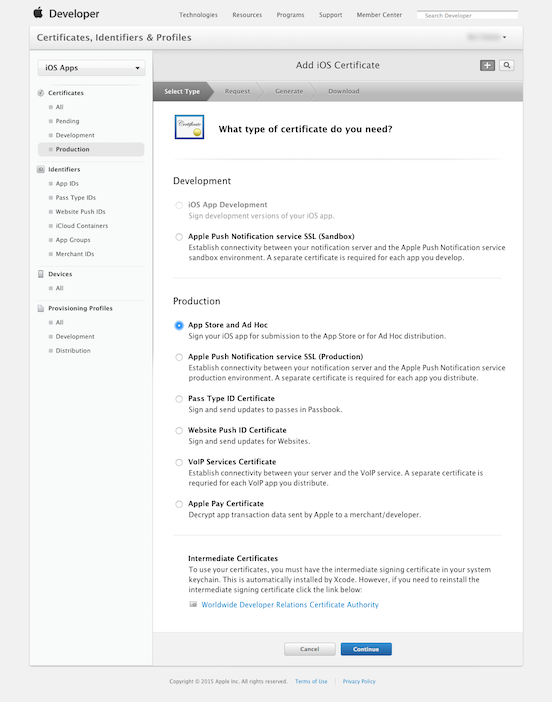 Developer
Technologies Resources Programs Support Member Center Search Developer
Certificates, Identifiers & Profiles
iOS Apps
Add iOS Certificate
Select Type Request Generate Download
Certificates
All
Pending
Development
Production
Identifiers
App IDs
Pass Type IDs
Website Push IDs
iCloud Containers
App Groups
Merchant IDs
Devices
All
Provisioning Profiles
All
Development
Distribution
Certificate
What type of certificate do you need?
Development
iOS App Development
Sign development versions of your iOS app.
Apple Push Notification service SSL (Sandbox)
Establish connectivity between your notification server and the Apple Push Notification service
sandbox environment. A separate certificate is required for each app you develop.
Production
App Store and Ad Hoc
Sign your iOS app for submission to the App Store or for Ad Hoc distribution.
Apple Push Notification service SSL (Production)
Establish connectivity between your notification server and the Apple Push Notification service
production environment. A separate certificate is required for each app you distribute.
Pass Type ID Certificate
Sign and send updates to passes in Passbook.
Website Push ID Certificate
Sign and send updates for Websites.
VoIP Services Certificate
Establish connectivity between your server and the VoIP service. A separate certificate is
requried for each VoIP app you distribute.
Apple Pay Certificate
Decrypt app transaction data sent by Apple to a merchant/developer.
Intermediate Certificates
To use your certificates, you must have the intermediate signing certificate in your system
keychain. This is automatically installed by Xcode. However, if you need to reinstall the
intermediate signing certificate click the link below:
Worldwide Developer Relations Certificate Authority
Cancel Continue
Copyright © 2015 Apple Inc. All rights reserved. Terms of Use | Privacy Policy